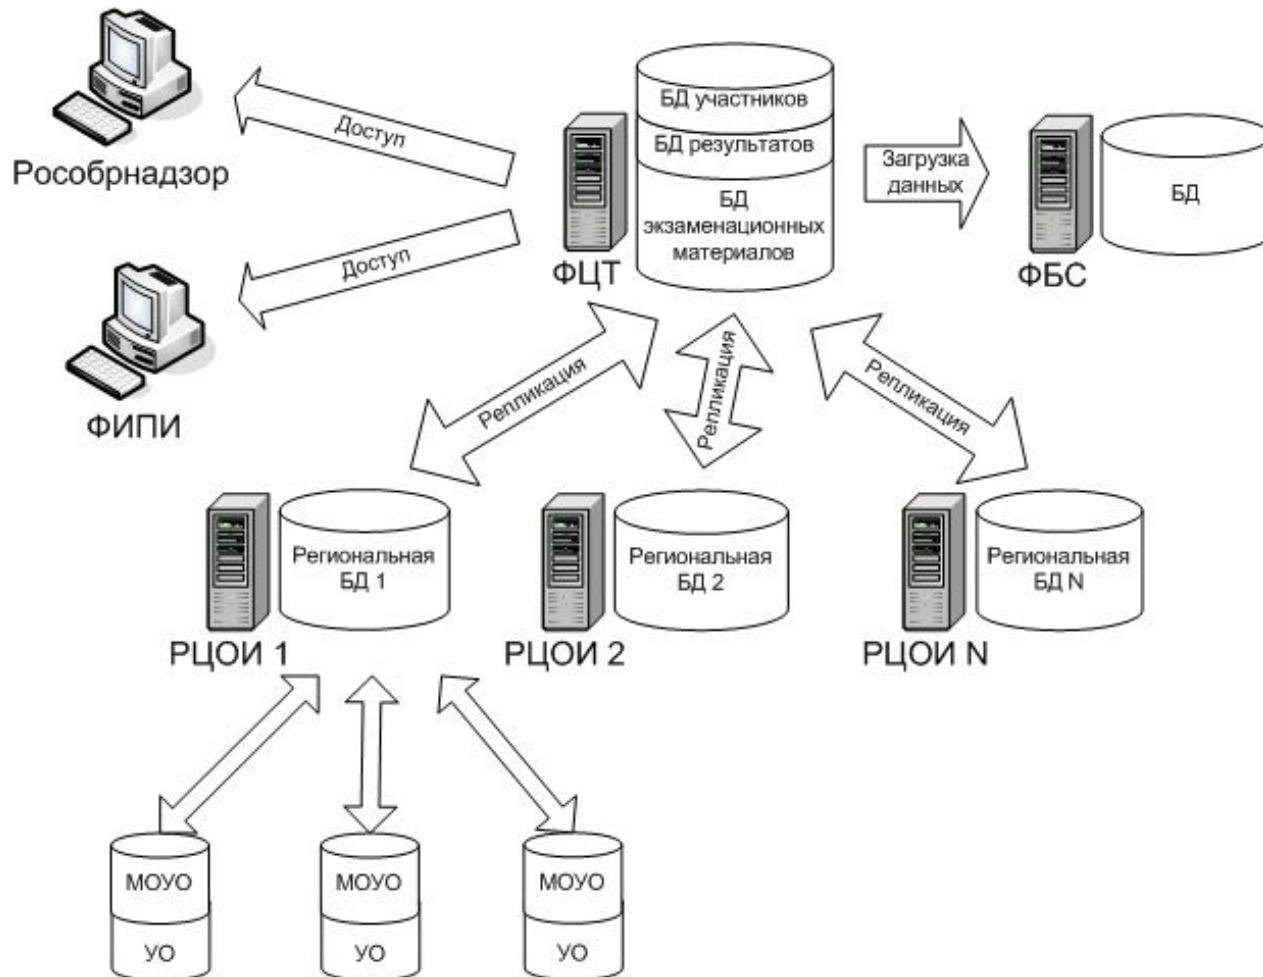 БД участников
БД результатов
БД
экзаменационных
материалов
Доступ
Загрузка
данных
БД
Рособрнадзор
Доступ
ФЦТ
ФБС
ФИПИ
Репликация
Репликация
Репликация
Региональная
БД 1
Региональная
БД 2
Региональная
БД N
РЦОИ 1
РЦОИ 2
РЦОИ N
МОУО
МОУО
МОУО
УО
УО
УО